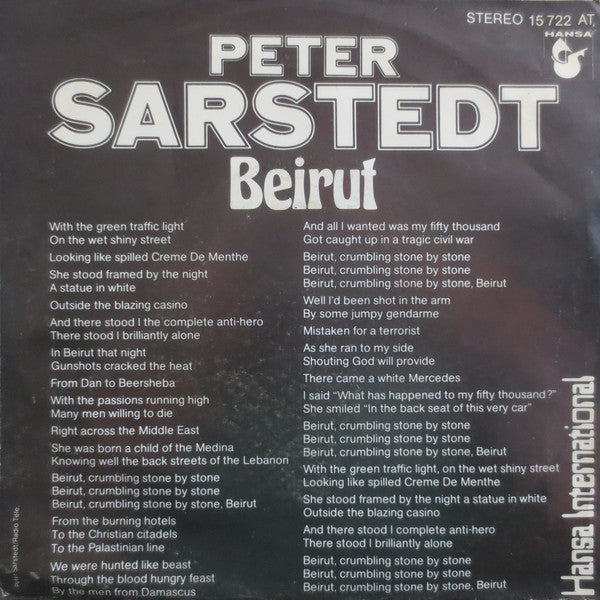 STEREO 15 722 AT
HANSA
PETER
SARSTEDT
Beirut
With the green traffic light
On the wet shiny street
Looking like spilled Creme De Menthe
She stood framed by the night
A statue in white
Outside the blazing casino
And there stood I the complete anti-hero
There stood I brilliantly alone
In Beirut that night
Gunshots cracked the heat
From Dan to Beersheba
With the passions running high
Many men willing to die
Right across the Middle East
She was born a child of the Medina
Knowing well the back streets of the Lebanon
Beirut, crumbling stone by stone
Beirut, crumbling stone by stone
Beirut, crumbling stone by stone, Beirut
From the burning hotels
To the Christian citadels
To the Palastinian line
We were hunted like beast
Through the blood hungry feast
By the men from Damascus
And all I wanted was my fifty thousand
Got caught up in a tragic civil war
Beirut, crumbling stone by stone
Beirut, crumbling stone by stone
Beirut, crumbling stone by stone, Beirut
Well I'd been shot in the arm
By some jumpy gendarme
Mistaken for a terrorist
As she ran to my side
Shouting God will provide
There came a white Mercedes
I said "What has happened to my fifty thousand?"
She smiled "In the back seat of this very car"
Beirut, crumbling stone by stone
Beirut, crumbling stone by stone
Beirut, crumbling stone by stone, Beirut
With the green traffic light, on the wet shiny street
Looking like spilled Creme De Menthe
She stood framed by the night a statue in white
Outside the blazing casino
And there stood I complete anti-hero
There stood I brilliantly alone
Beirut, crumbling stone by stone
Beirut, crumbling stone by stone
Beirut, crumbling stone by stone, Beirut
Hansa International
Sarstedt/Radio Tele